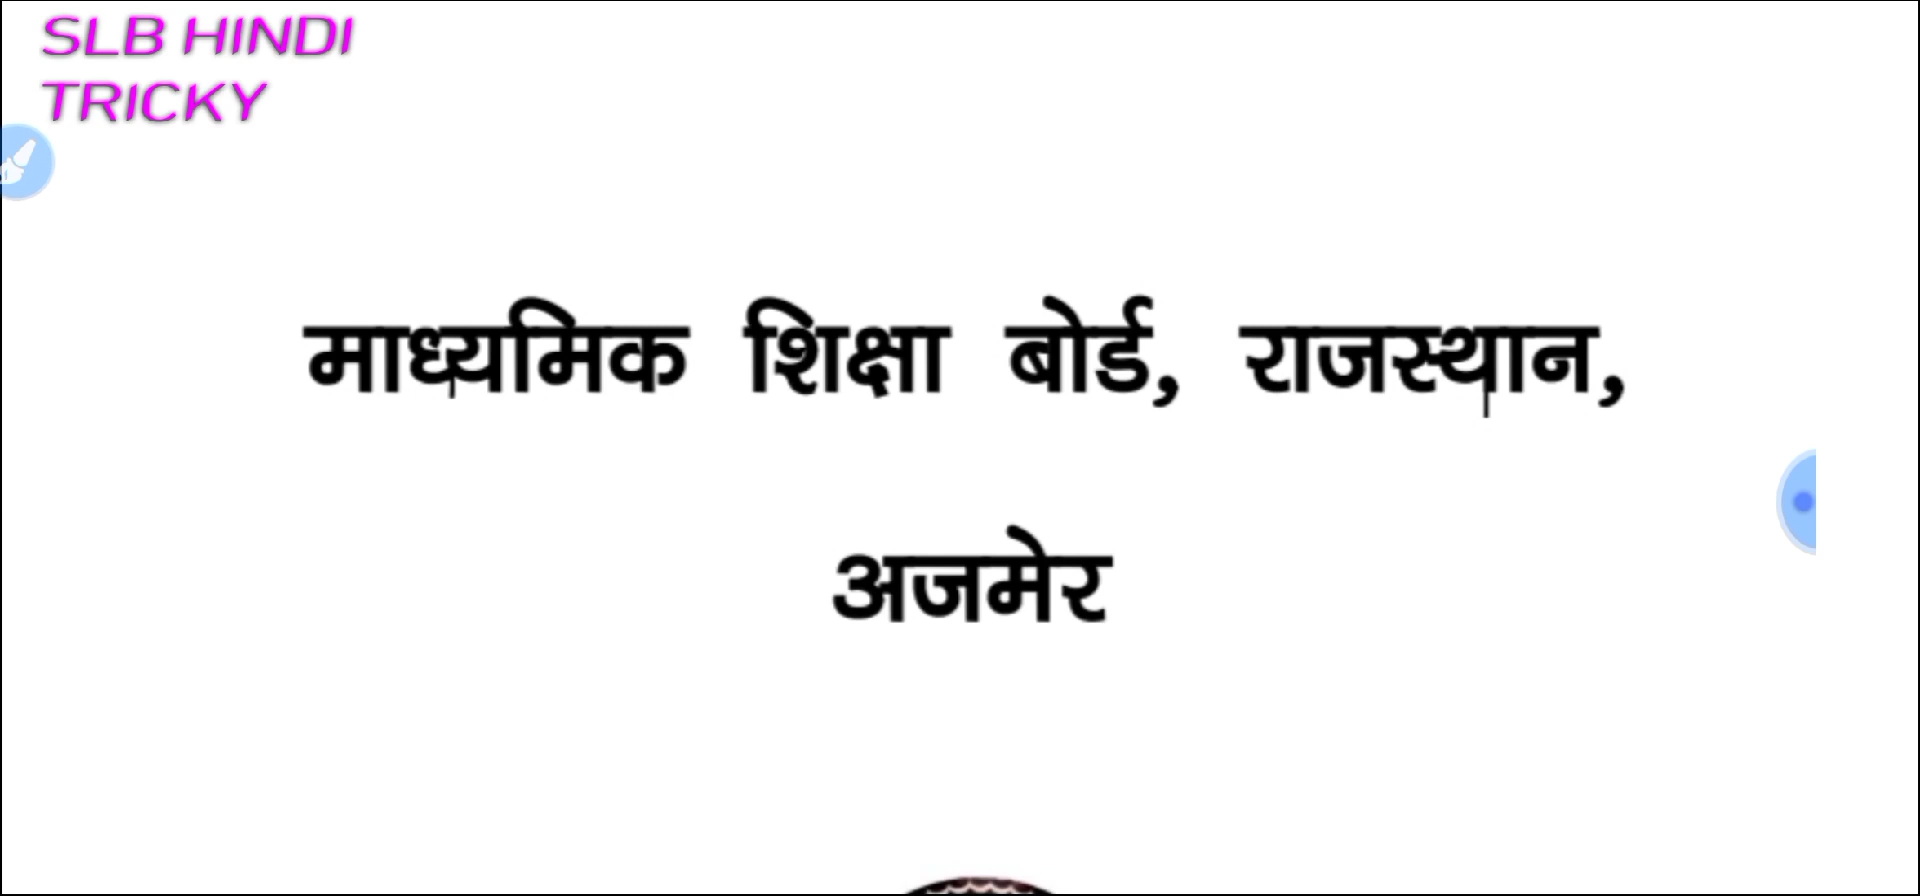 SLB HINDI
TRICKY
माध्यमिक शिक्षा बोर्ड, राजस्थान,
अजमेर